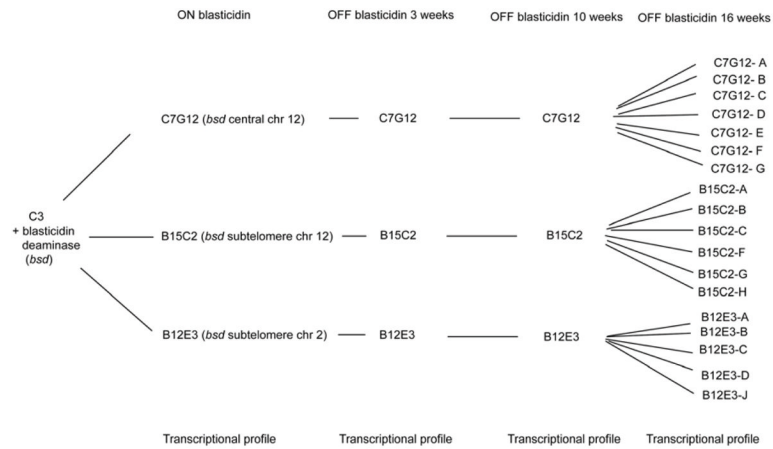 ON blasticidin
OFF blasticidin 3 weeks
OFF blasticidin 10 weeks
OFF blasticidin 16 weeks
C3
+ blasticidin
deaminase
(bsd)
C7G12 (bsd central chr 12)
C7G12
C7G12
C7G12- A
C7G12- B
C7G12- C
C7G12- D
C7G12- E
C7G12- F
C7G12- G
B15C2 (bsd subtelomere chr 12)
B15C2
B15C2
B15C2-A
B15C2-B
B15C2-C
B15C2-F
B15C2-G
B15C2-H
B12E3 (bsd subtelomere chr 2)
B12E3
B12E3
B12E3-A
B12E3-B
B12E3-C
B12E3-D
B12E3-J
Transcriptional profile
Transcriptional profile
Transcriptional profile
Transcriptional profile